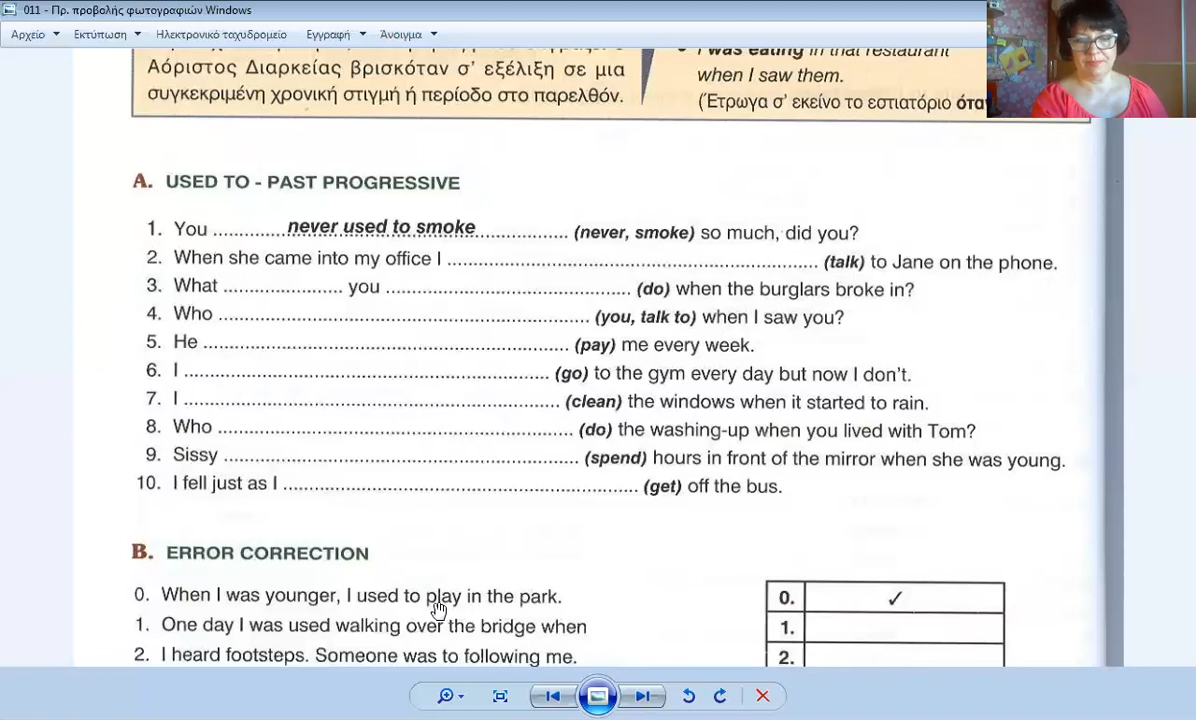 011 - Πρ. προβολής φωτογραφιών Windows
Αρχείο Εκτύπωση Ηλεκτρονικό ταχυδρομείο Εγγραφή Άνοιγμα
Αόριστος Διαρκείας βρισκόταν σ' εξέλιξη σε μια
συγκεκριμένη χρονική στιγμή ή περίοδο στο παρελθόν.
I was eating in that restaurant
when I saw them.
(Έτρωγα σ' εκείνο το εστιατόριο ότα
A. USED TO - PAST PROGRESSIVE
1. You ............never used to smoke............... (never, smoke) so much, did you?
2. When she came into my office I ............................................................ (talk) to Jane on the phone.
3. What .................... you ........................................ (do) when the burglars broke in?
4. Who ............................................................ (you, talk to) when I saw you?
5. He ............................................................ (pay) me every week.
6. I ............................................................ (go) to the gym every day but now I don't.
7. I ............................................................ (clean) the windows when it started to rain.
8. Who ............................................................ (do) the washing-up when you lived with Tom?
9. Sissy ............................................................ (spend) hours in front of the mirror when she was young.
10. I fell just as I ............................................................ (get) off the bus.
B. ERROR CORRECTION
0. When I was younger, I used to play in the park.
1. One day I was used walking over the bridge when
2. I heard footsteps. Someone was to following me.
0. ✓
1.
2.